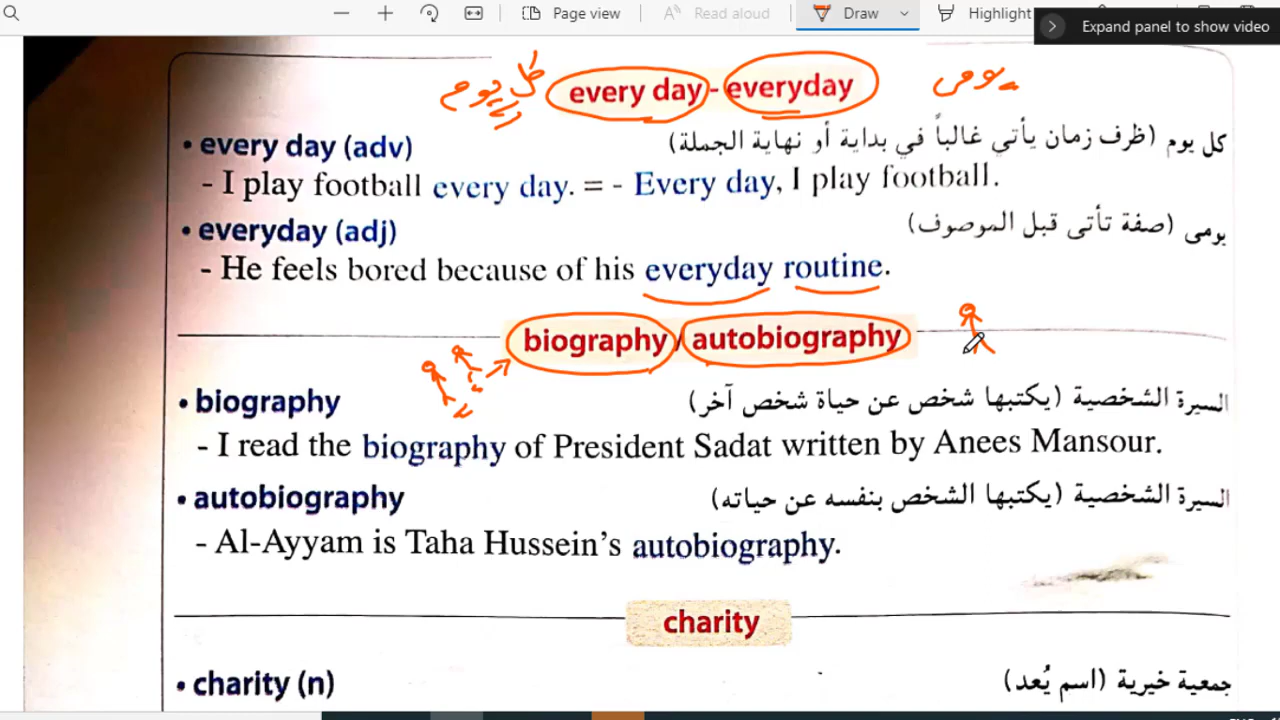 Page view
Read aloud
Draw
Highlight
Expand panel to show video
كل يوم every day - everyday يومى
• every day (adv) كل يوم (ظرف زمان يأتي غالباً في بداية أو نهاية الجملة)
- I play football every day. = - Every day, I play football.
• everyday (adj) يومى (صفة تأتى قبل الموصوف)
- He feels bored because of his everyday routine.
biography / autobiography
• biography السيرة الشخصية (يكتبها شخص عن حياة شخص آخر)
- I read the biography of President Sadat written by Anees Mansour.
• autobiography السيرة الشخصية (يكتبها الشخص بنفسه عن حياته)
- Al-Ayyam is Taha Hussein's autobiography.
charity
• charity (n) جمعية خيرية (اسم يُعد)